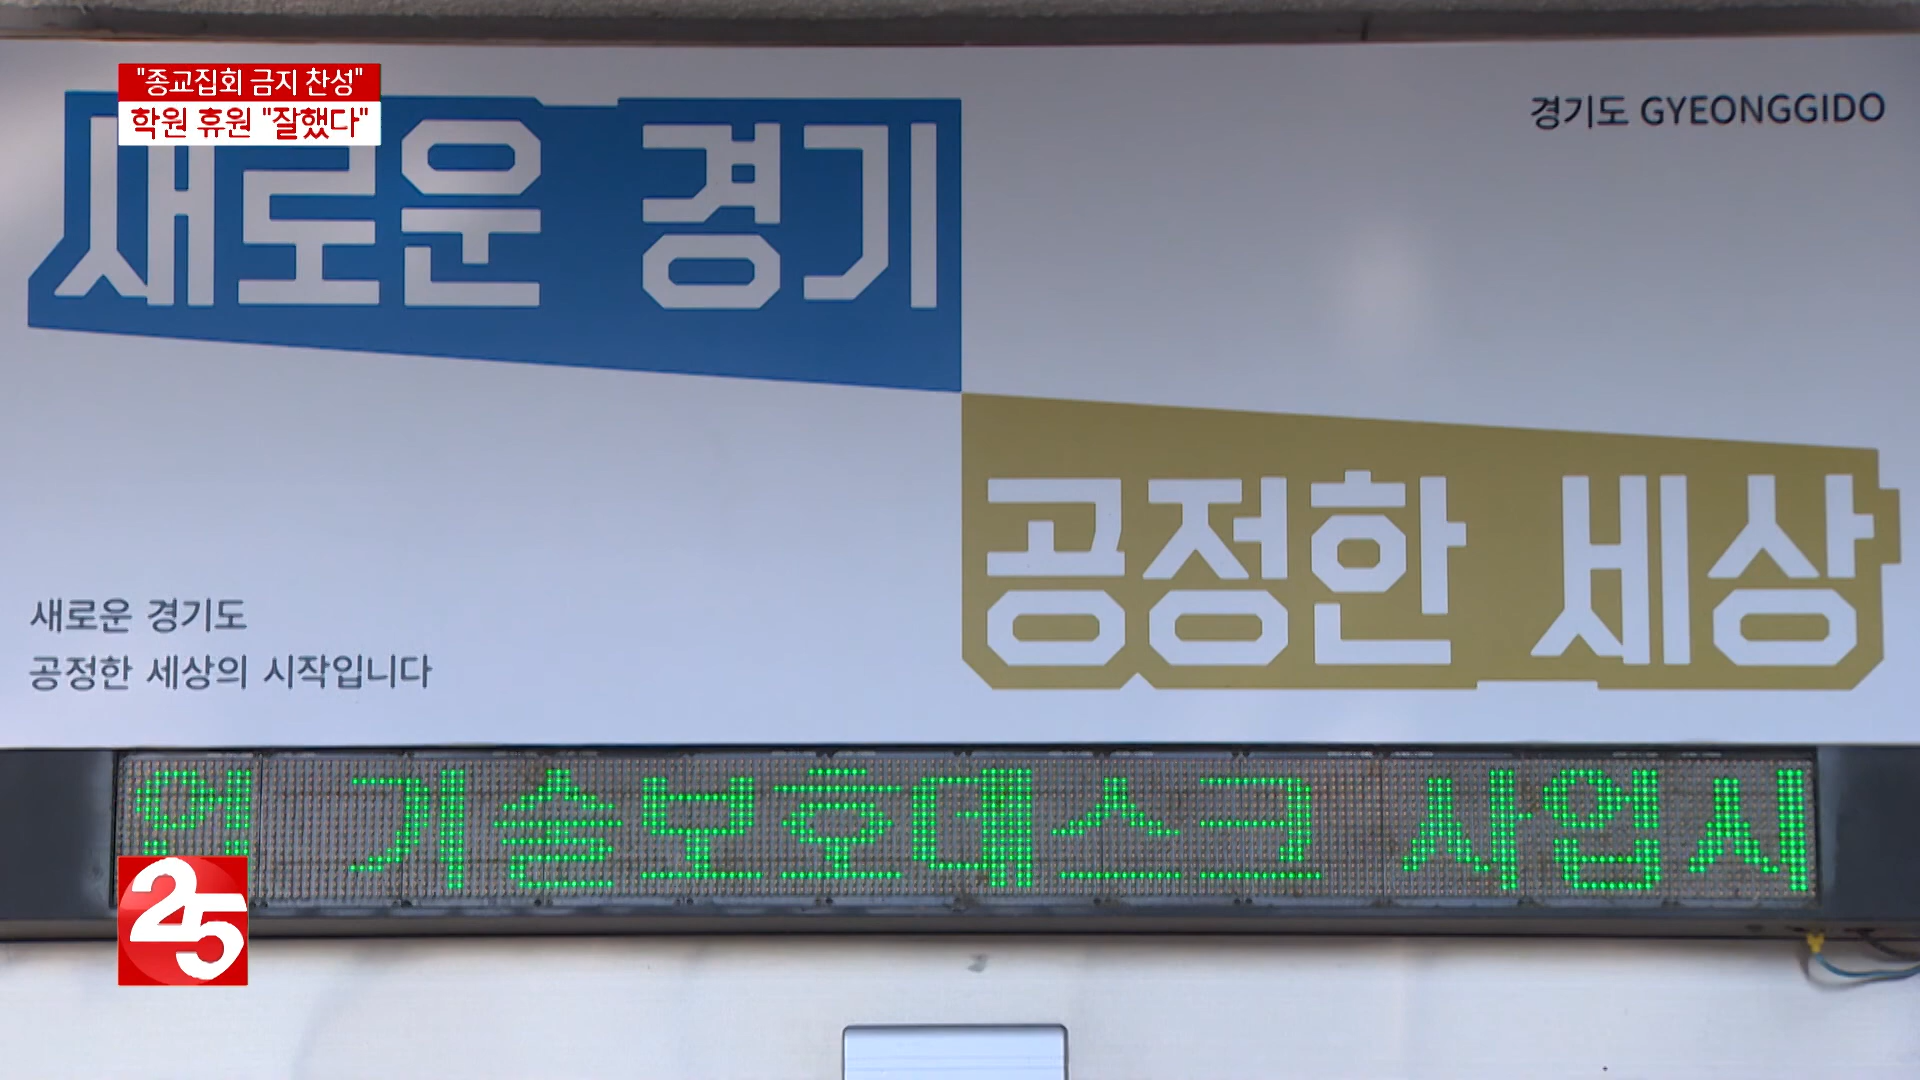 "종교집회 금지 찬성"
학원 휴원 "잘했다"
경기도 GYEONGGIDO
새로운 경기
공정한 세상
새로운 경기도
공정한 세상의 시작입니다
기술보호데스크 사업시
25